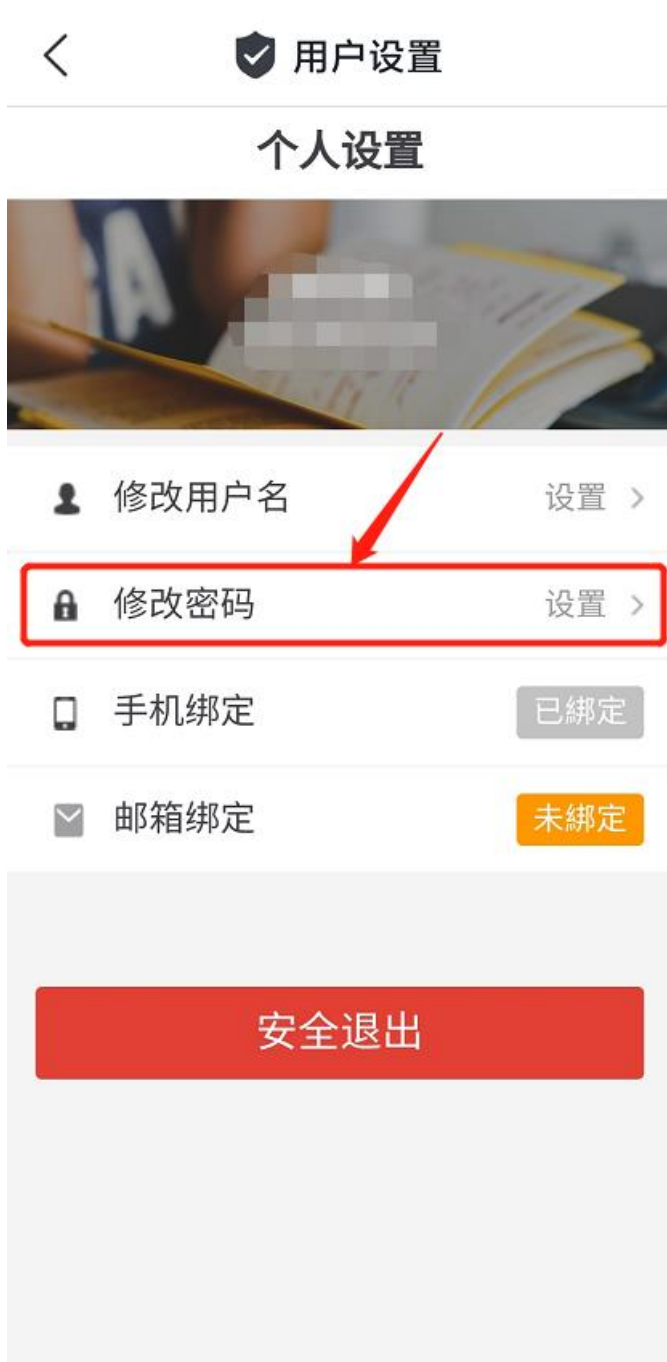 用户设置
个人设置
修改用户名 设置
修改密码 设置
手机绑定 已綁定
邮箱绑定 未綁定
安全退出